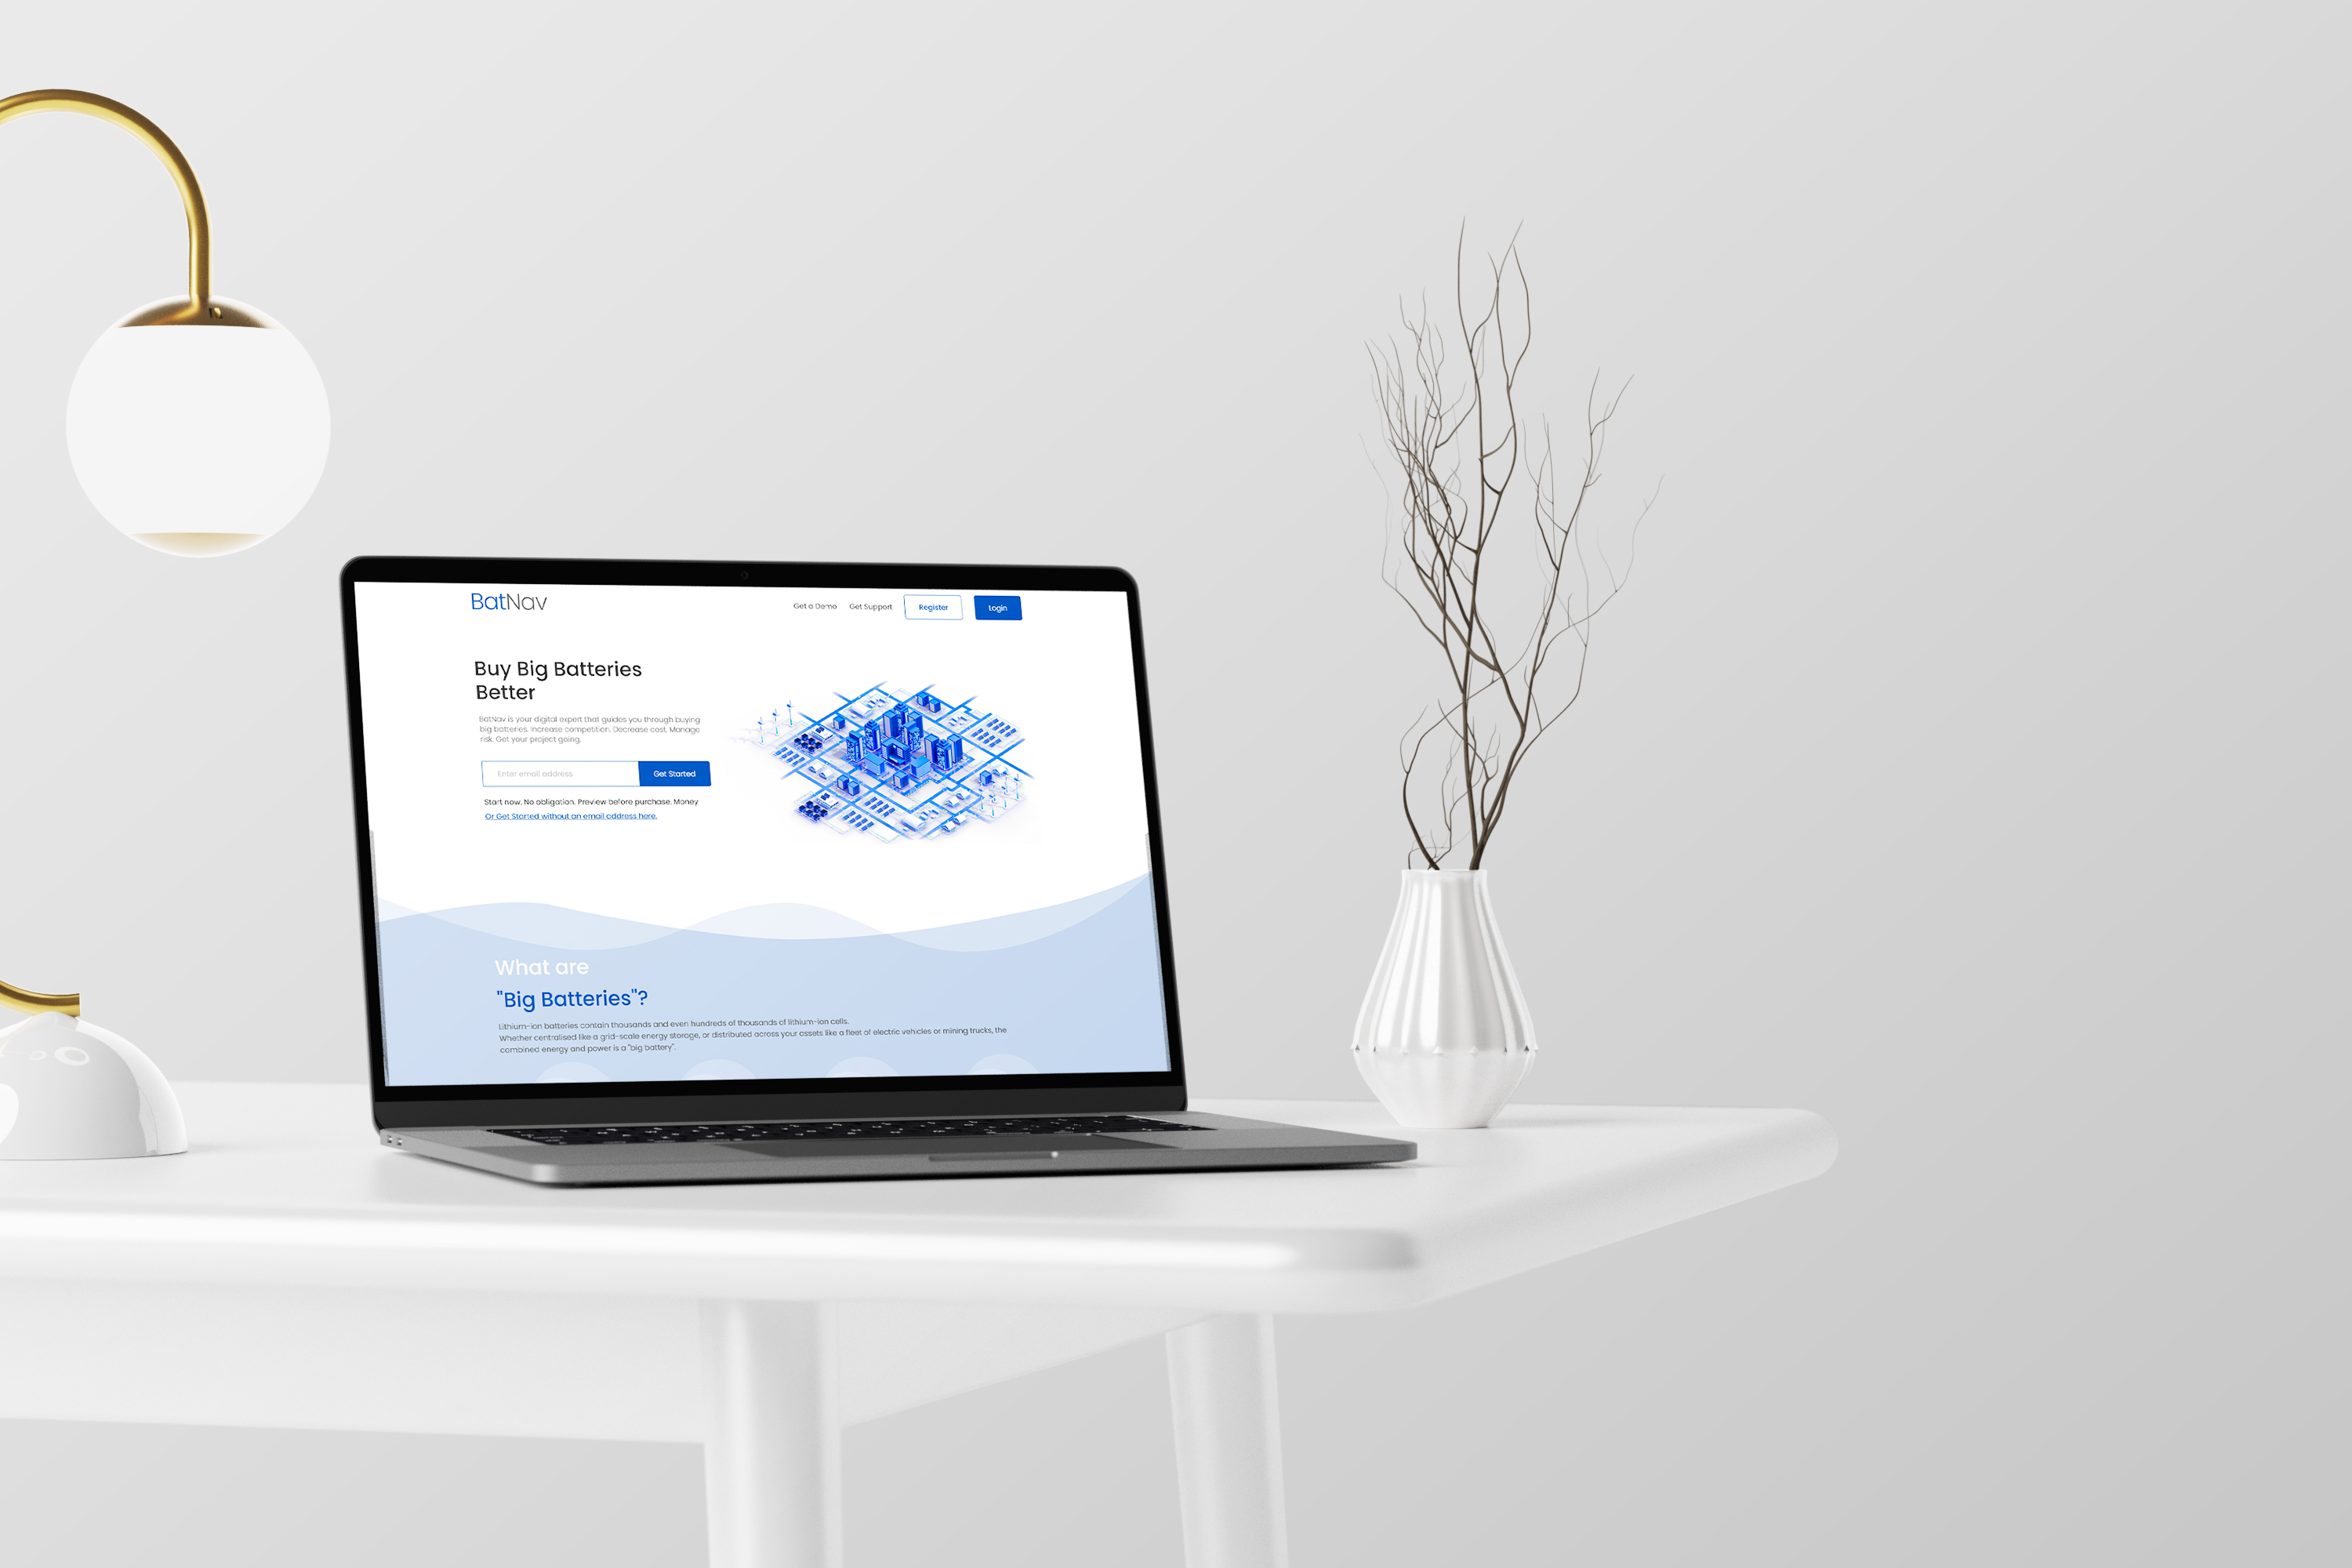 BatNav
Get a Demo
Get Support
Register
Login
Buy Big Batteries
Better
BatNav is your digital expert that guides you through buying
big batteries. Increase competition. Decrease cost. Manage
risk. Get your project going.
Enter email address
Get Started
Start now. No obligation. Preview before purchase. Money
Or Get Started without an email address here.
What are
"Big Batteries"?
Lithium-ion batteries contain thousands and even hundreds of thousands of lithium-ion cells.
Whether centralised like a grid-scale energy storage, or distributed across your assets like a fleet of electric vehicles or mining trucks, the
combined energy and power is a "big battery".